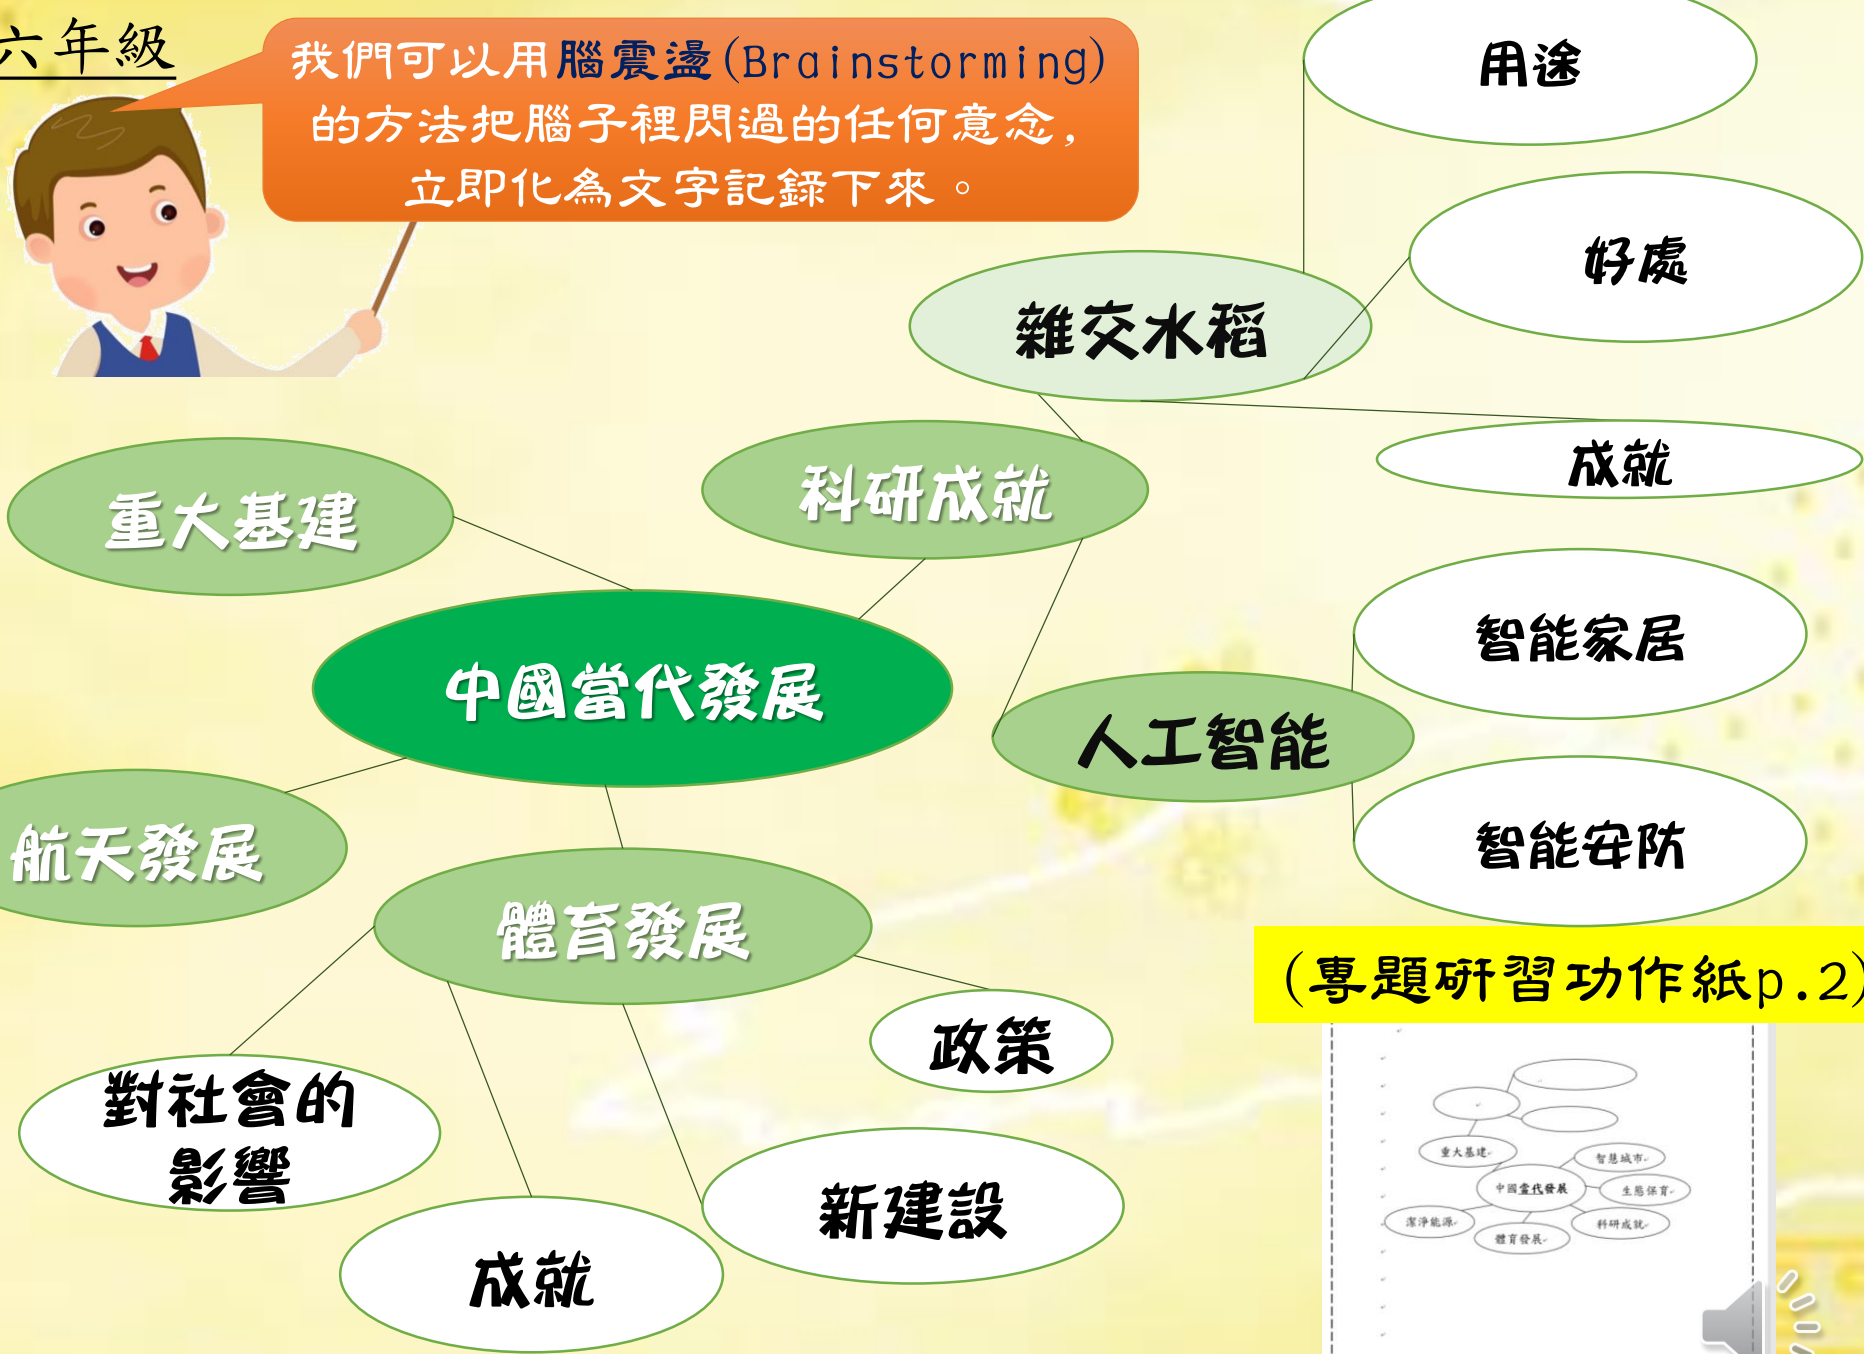 六年級
我們可以用腦震盪(Brainstorming)
的方法把腦子裡閃過的任何意念,
立即化為文字記錄下來。
用途
好處
雜交水稻
成就
科研成就
重大基建
智能家居
中國當代發展
人工智能
智能安防
航天發展
體育發展
政策
對社會的
影響
新建設
成就
(專題研習功作紙p.2)
重大基建
智慧城市
中國當代發展
生態保育
潔淨能源
科研成就
體育發展